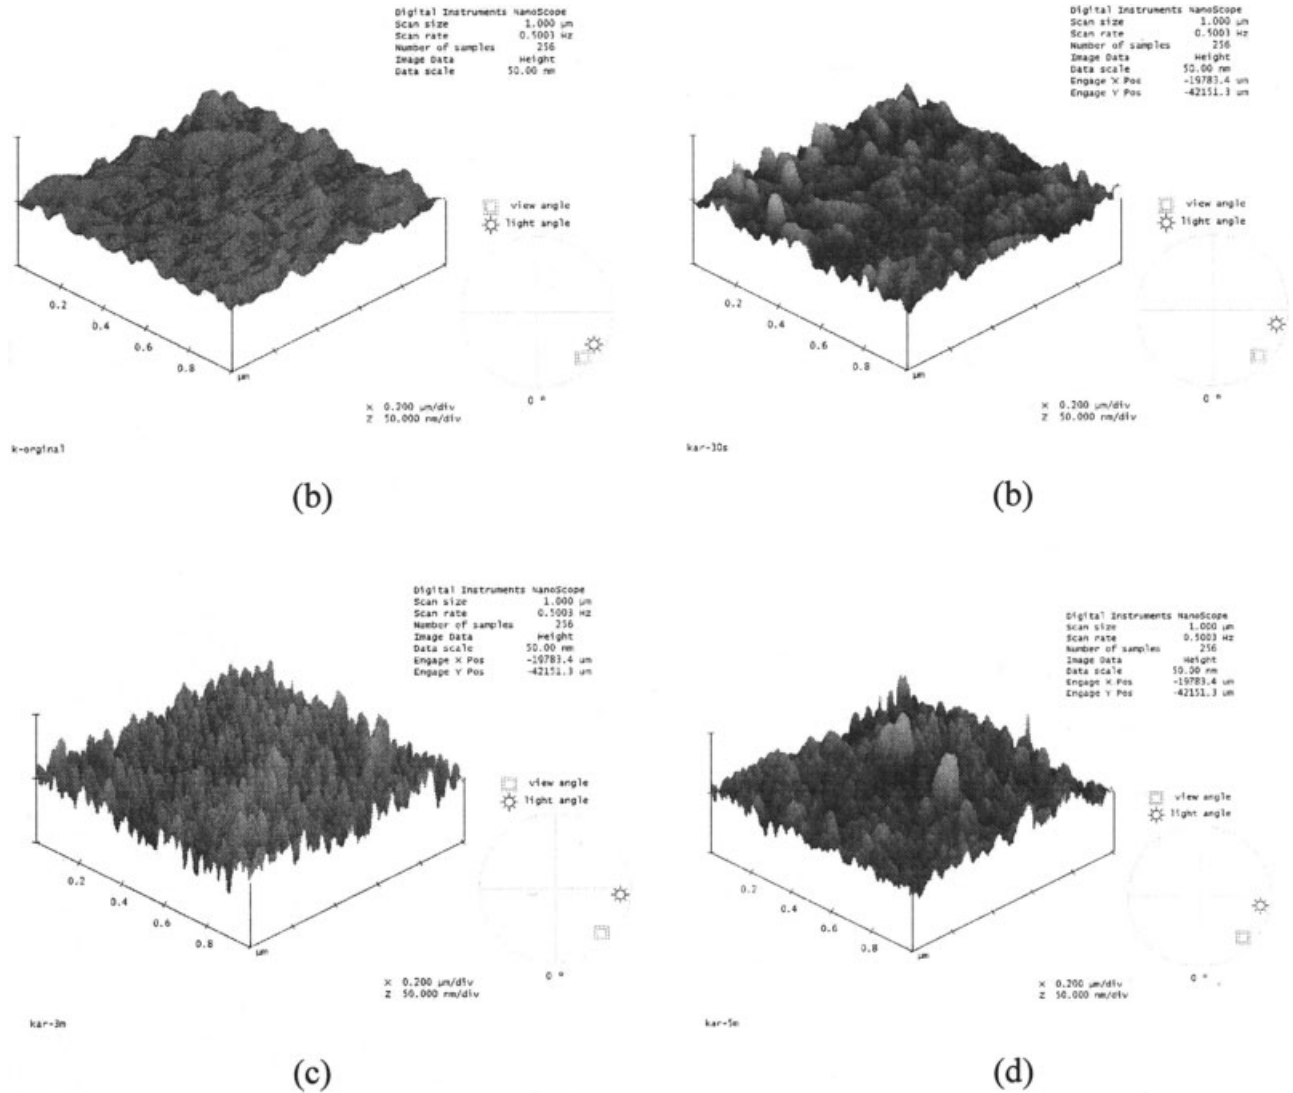 Digital Instruments NanoScope
Scan size 1.000 µm
Scan rate 0.5003 Hz
Number of samples 256
Image Data Height
Data scale 50.00 nm
view angle
light angle
0.2
0.4
0.6
0.8
µm
0 °
X 0.200 µm/div
Z 50.000 nm/div
k-orginal
(b)
Digital Instruments NanoScope
Scan size 1.000 µm
Scan rate 0.5003 Hz
Number of samples 256
Image Data Height
Data scale 50.00 nm
Engage X Pos -19783.4 um
Engage Y Pos -42151.3 um
view angle
light angle
0.2
0.4
0.6
0.8
µm
0 °
X 0.200 µm/div
Z 50.000 nm/div
kar-30s
(b)
Digital Instruments NanoScope
Scan size 1.000 µm
Scan rate 0.5003 Hz
Number of samples 256
Image Data Height
Data scale 50.00 nm
Engage X Pos -19783.4 um
Engage Y Pos -42151.3 um
view angle
light angle
0.2
0.4
0.6
0.8
µm
0 °
X 0.200 µm/div
Z 50.000 nm/div
kar-3m
(c)
Digital Instruments NanoScope
Scan size 1.000 µm
Scan rate 0.5003 Hz
Number of samples 256
Image Data Height
Data scale 50.00 nm
Engage X Pos -19783.4 um
Engage Y Pos -42151.3 um
view angle
light angle
0.2
0.4
0.6
0.8
µm
0 °
X 0.200 µm/div
Z 50.000 nm/div
kar-5m
(d)